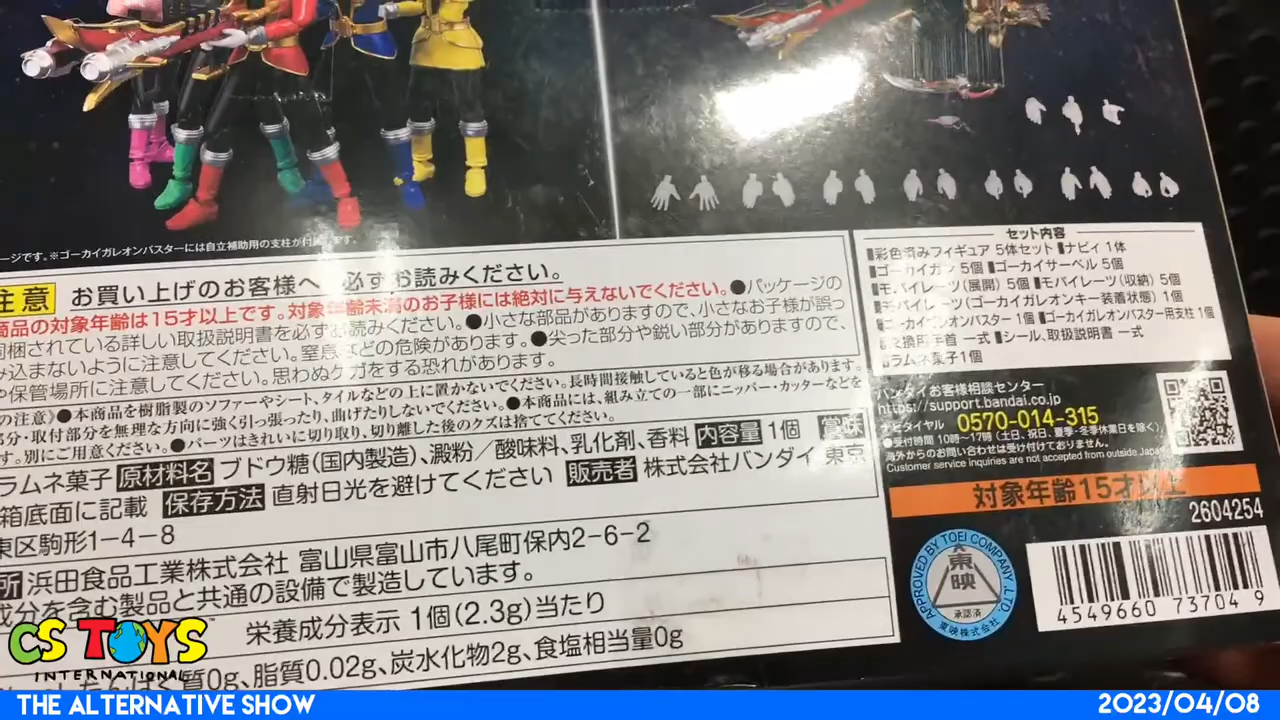 ージです。※ゴーカイガレオンバスターには自立補助用の支柱が付属します。
注意 お買い上げのお客様へ 必ずお読みください。
商品の対象年齢は15才以上です。対象年齢未満のお子様には絶対に与えないでください。●パッケージの
同梱されている詳しい取扱説明書を必ずお読みください。●小さな部品がありますので、小さなお子様が誤っ
み込まないように注意してください。窒息などの危険があります。●尖った部分や鋭い部分がありますので、
や保管場所に注意してください。思わぬケガをする恐れがあります。
の注意》●本商品を樹脂製のソファーやシート、タイルなどの上に置かないでください。長時間接触していると色が移る場合があります。
部分・取付部分を無理な方向に強く引っ張ったり、曲げたりしないでください。●本商品には、組み立ての一部にニッパー・カッターなどを
す。別にご用意ください。●パーツはきれいに切り取り、切り離した後のクズは捨ててください。
ラムネ菓子 原材料名 ブドウ糖(国内製造)、澱粉／酸味料、乳化剤、香料 内容量 1個 賞味
箱底面に記載 保存方法 直射日光を避けてください 販売者 株式会社バンダイ 東京
東区駒形1-4-8
所 浜田食品工業株式会社 富山県富山市八尾町保内2-6-2
成分を含む製品と共通の設備で製造しています。
栄養成分表示 1個(2.3g)当たり
たんぱく質0g、脂質0.02g、炭水化物2g、食塩相当量0g
セット内容
■彩色済みフィギュア 5体セット ■ナビィ 1体
■ゴーカイガン 5個 ■ゴーカイサーベル 5個
■モバイレーツ(展開) 5個 ■モバイレーツ(収納) 5個
■モバイレーツ(ゴーカイガレオンキー装着状態) 1個
■ゴーカイガレオンバスター 1個 ■ゴーカイガレオンバスター用支柱 1個
■交換用手首 一式 ■シール、取扱説明書 一式
■ラムネ菓子1個
バンダイお客様相談センター
https://support.bandai.co.jp
ナビダイヤル 0570-014-315
●受付時間 10時〜17時 (土日、祝日、夏季・冬季休業日を除く)
海外からのお問い合わせは受け付けておりません。
Customer service inquiries are not accepted from outside Japan
対象年齢15才以上
2604254
APPROVED BY TOEI COMPANY, LTD.
東映
承認済
東映株式会社
4549660 73704 9
CS TOYS
INTERNATIONAL
THE ALTERNATIVE SHOW
2023/04/08